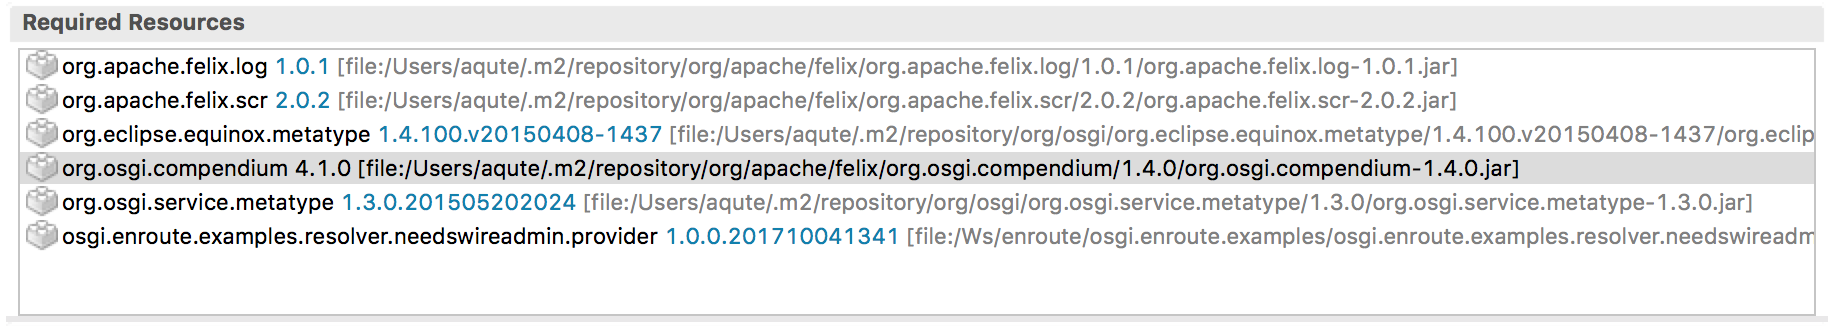 Required Resources
org.apache.felix.log 1.0.1 [file:/Users/aqute/.m2/repository/org/apache/felix/org.apache.felix.log/1.0.1/org.apache.felix.log-1.0.1.jar]
org.apache.felix.scr 2.0.2 [file:/Users/aqute/.m2/repository/org/apache/felix/org.apache.felix.scr/2.0.2/org.apache.felix.scr-2.0.2.jar]
org.eclipse.equinox.metatype 1.4.100.v20150408-1437 [file:/Users/aqute/.m2/repository/org/osgi/org.eclipse.equinox.metatype/1.4.100.v20150408-1437/org.eclip
org.osgi.compendium 4.1.0 [file:/Users/aqute/.m2/repository/org/apache/felix/org.osgi.compendium/1.4.0/org.osgi.compendium-1.4.0.jar]
org.osgi.service.metatype 1.3.0.201505202024 [file:/Users/aqute/.m2/repository/org/osgi/org.osgi.service.metatype/1.3.0/org.osgi.service.metatype-1.3.0.jar]
osgi.enroute.examples.resolver.needswireadmin.provider 1.0.0.201710041341 [file:/Ws/enroute/osgi.enroute.examples/osgi.enroute.examples.resolver.needswireadm